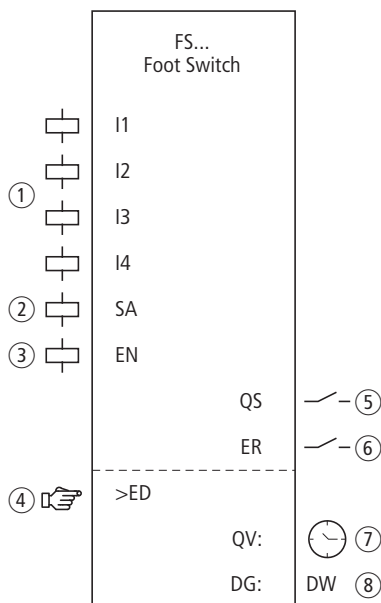 FS...
Foot Switch
I1
I2
① I3
I4
② SA
③ EN
QS ⑤
ER ⑥
④ >ED
QV: ⑦
DG: DW ⑧